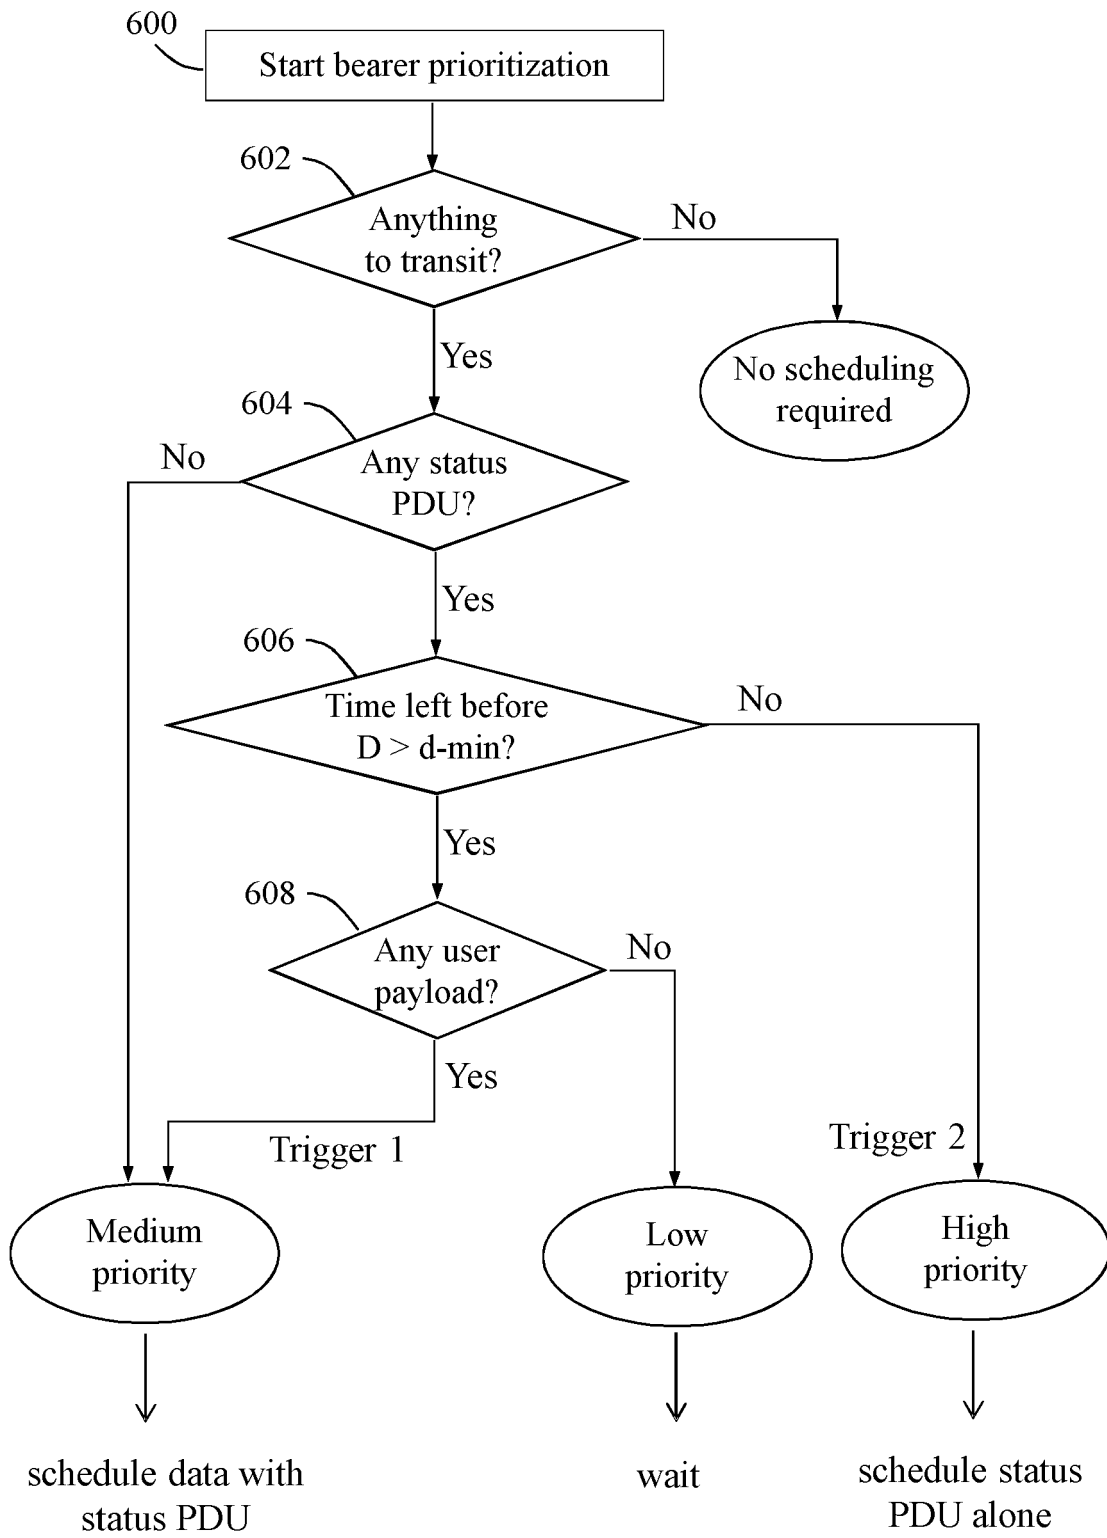 600
Start bearer prioritization
602
Anything
to transit?
No
No scheduling
required
Yes
604
Any status
PDU?
No
Yes
606
Time left before
D > d-min?
No
Yes
608
Any user
payload?
No
Yes
Trigger 1
Trigger 2
Medium
priority
Low
priority
High
priority
schedule data with
status PDU
wait
schedule status
PDU alone